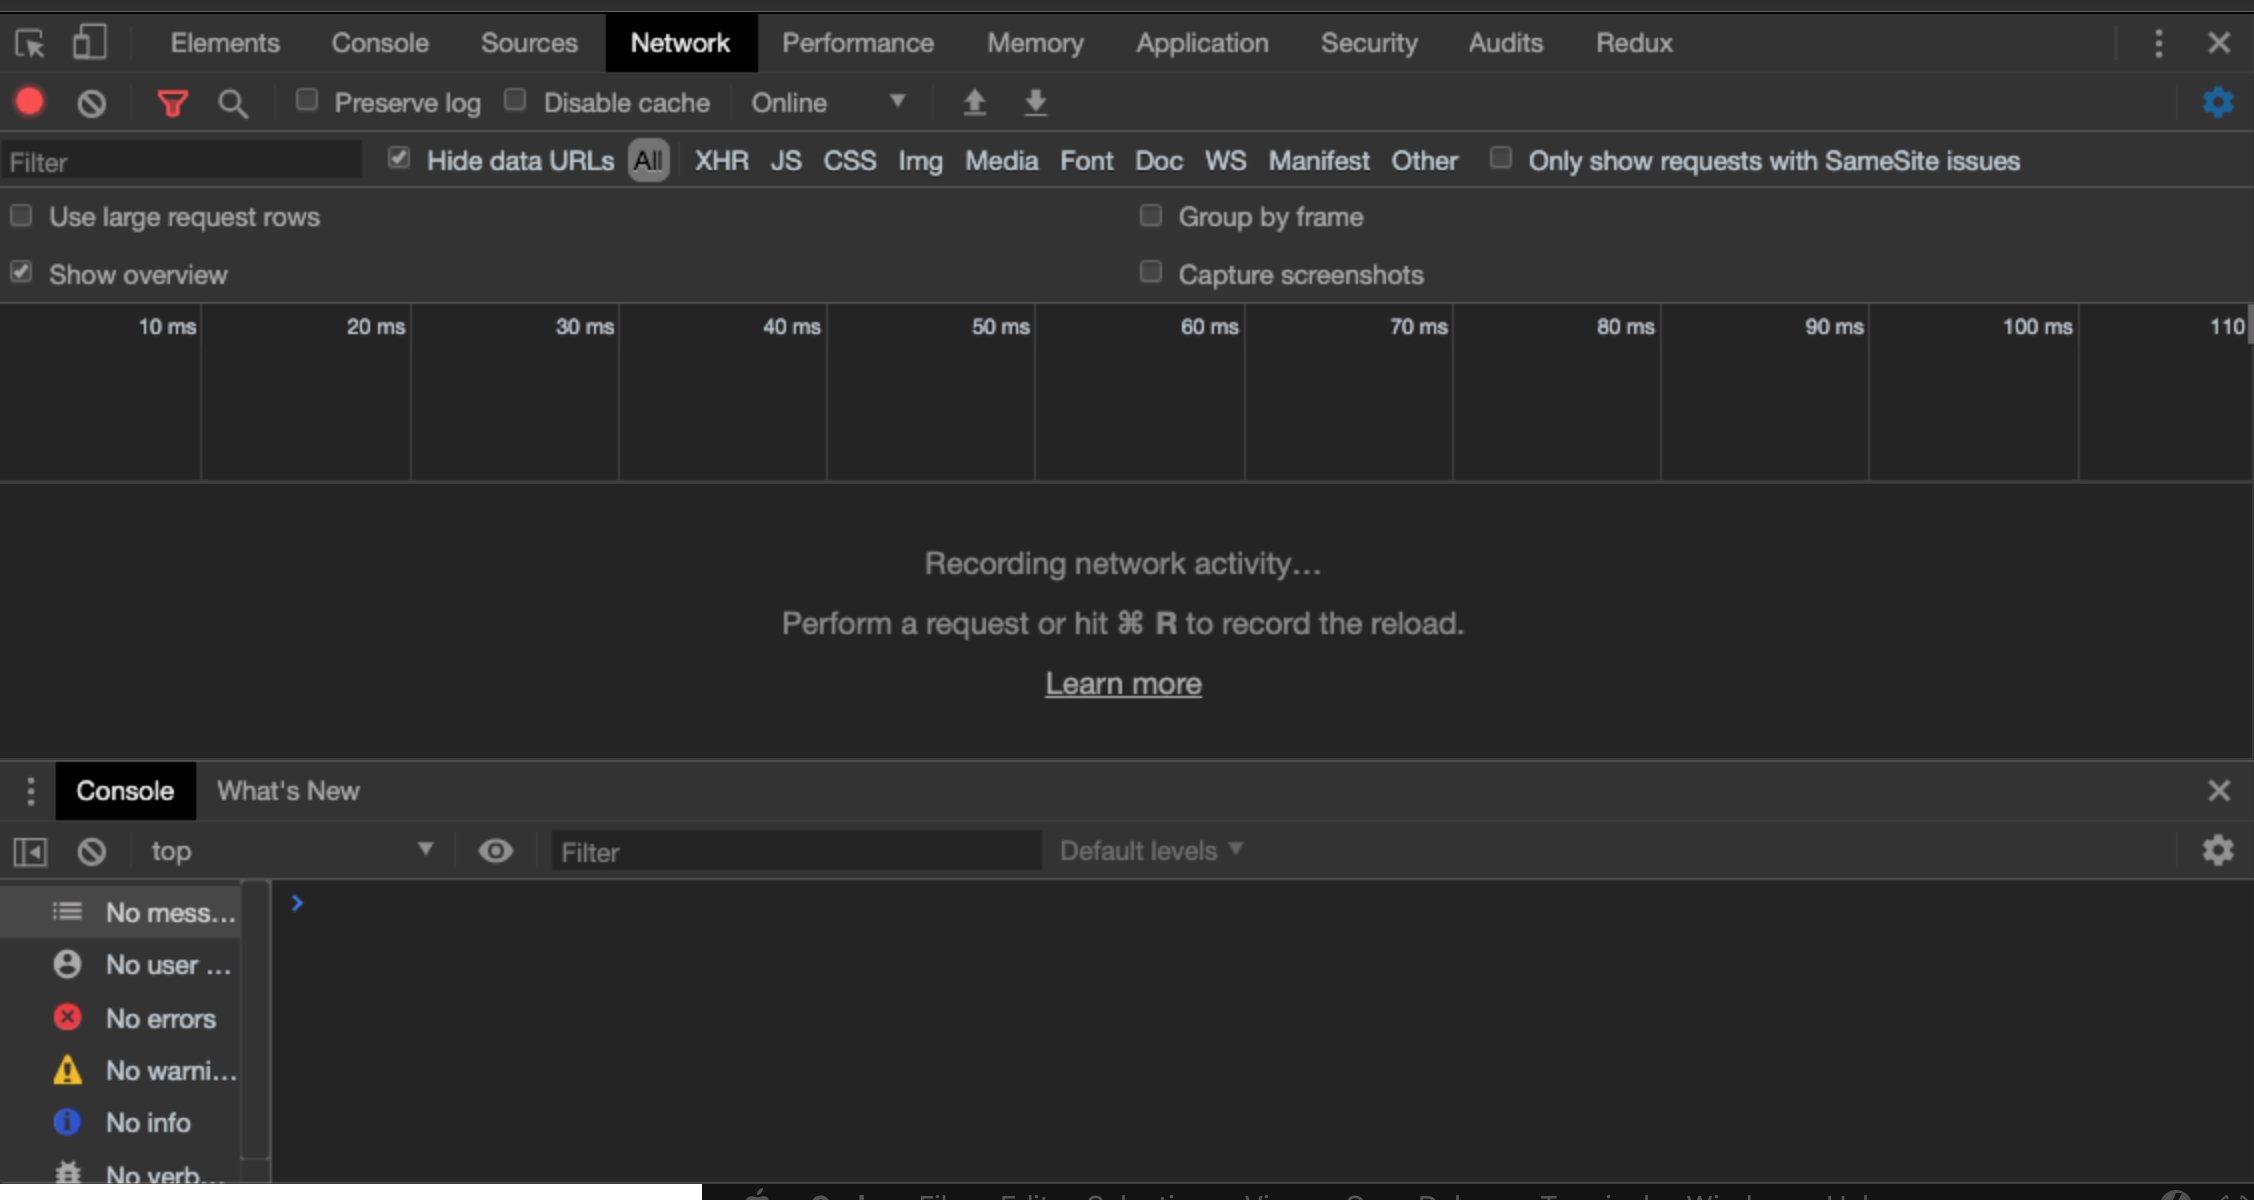 Elements Console Sources Network Performance Memory Application Security Audits Redux
Preserve log Disable cache Online
Filter Hide data URLs All XHR JS CSS Img Media Font Doc WS Manifest Other Only show requests with SameSite issues
Use large request rows Group by frame
Show overview Capture screenshots
10 ms 20 ms 30 ms 40 ms 50 ms 60 ms 70 ms 80 ms 90 ms 100 ms 110
Recording network activity...
Perform a request or hit ⌘ R to record the reload.
Learn more
Console What's New
top Filter Default levels
No mess...
No user ...
No errors
No warni...
No info
No verb...